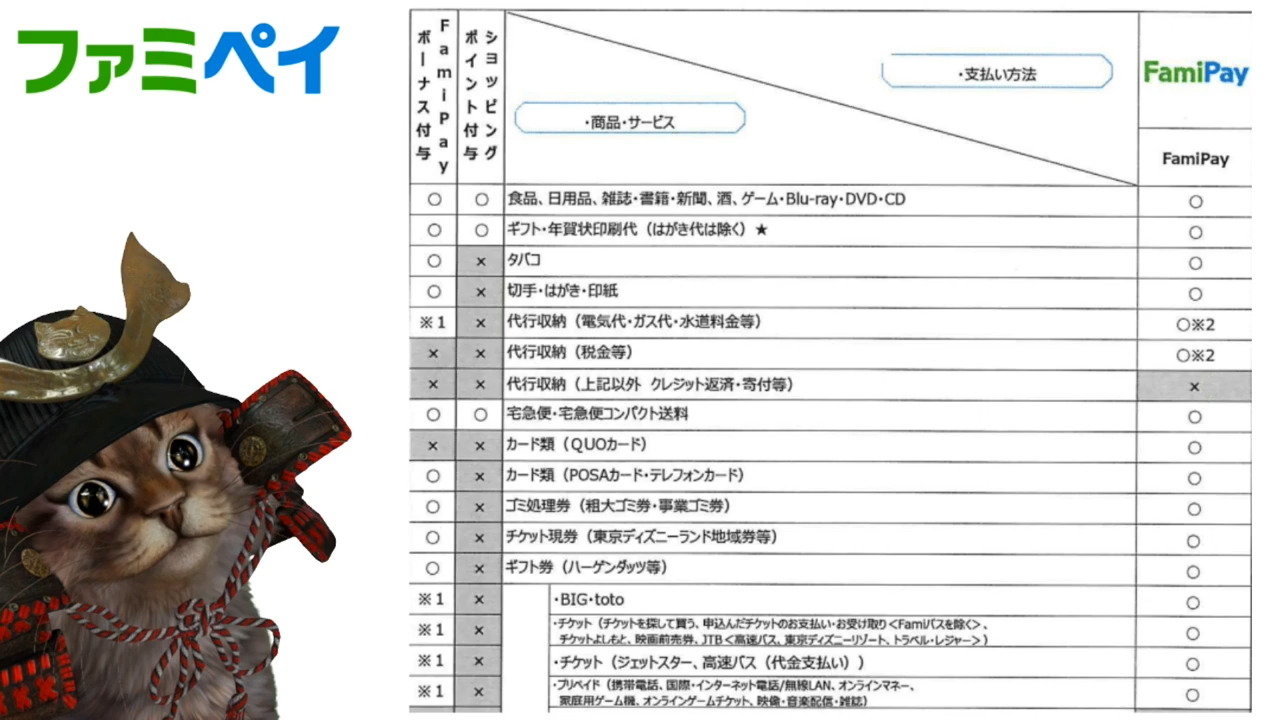 ファミペイ
FamiPay
ボーナス付与
ショッピング
ポイント付与
・支払い方法
・商品・サービス
FamiPay
FamiPay
○ ○ 食品、日用品、雑誌・書籍・新聞、酒、ゲーム・Blu-ray・DVD・CD ○
○ ○ ギフト・年賀状印刷代（はがき代は除く）★ ○
○ × タバコ ○
○ × 切手・はがき・印紙 ○
※1 × 代行収納（電気代・ガス代・水道料金等） ○※2
× × 代行収納（税金等） ○※2
× × 代行収納（上記以外 クレジット返済・寄付等） ×
○ ○ 宅急便・宅急便コンパクト送料 ○
× × カード類（QUOカード） ○
○ × カード類（POSAカード・テレフォンカード） ○
○ × ゴミ処理券（粗大ゴミ券・事業ゴミ券） ○
○ × チケット現券（東京ディズニーランド地域券等） ○
○ × ギフト券（ハーゲンダッツ等） ○
※1 × ・BIG・toto ○
※1 × ・チケット（チケットを探して買う、申込んだチケットのお支払い・お受け取り<Famiパスを除く>、 ○
チケットよしもと、映画前売券、JTB<高速バス、東京ディズニーリゾート、トラベル・レジャー>）
※1 × ・チケット（ジェットスター、高速バス（代金支払い）） ○
※1 × ・プリペイド（携帯電話、国際・インターネット電話/無線LAN、オンラインマネー、 ○
家庭用ゲーム機、オンラインゲームチケット、映像・音楽配信・雑誌）